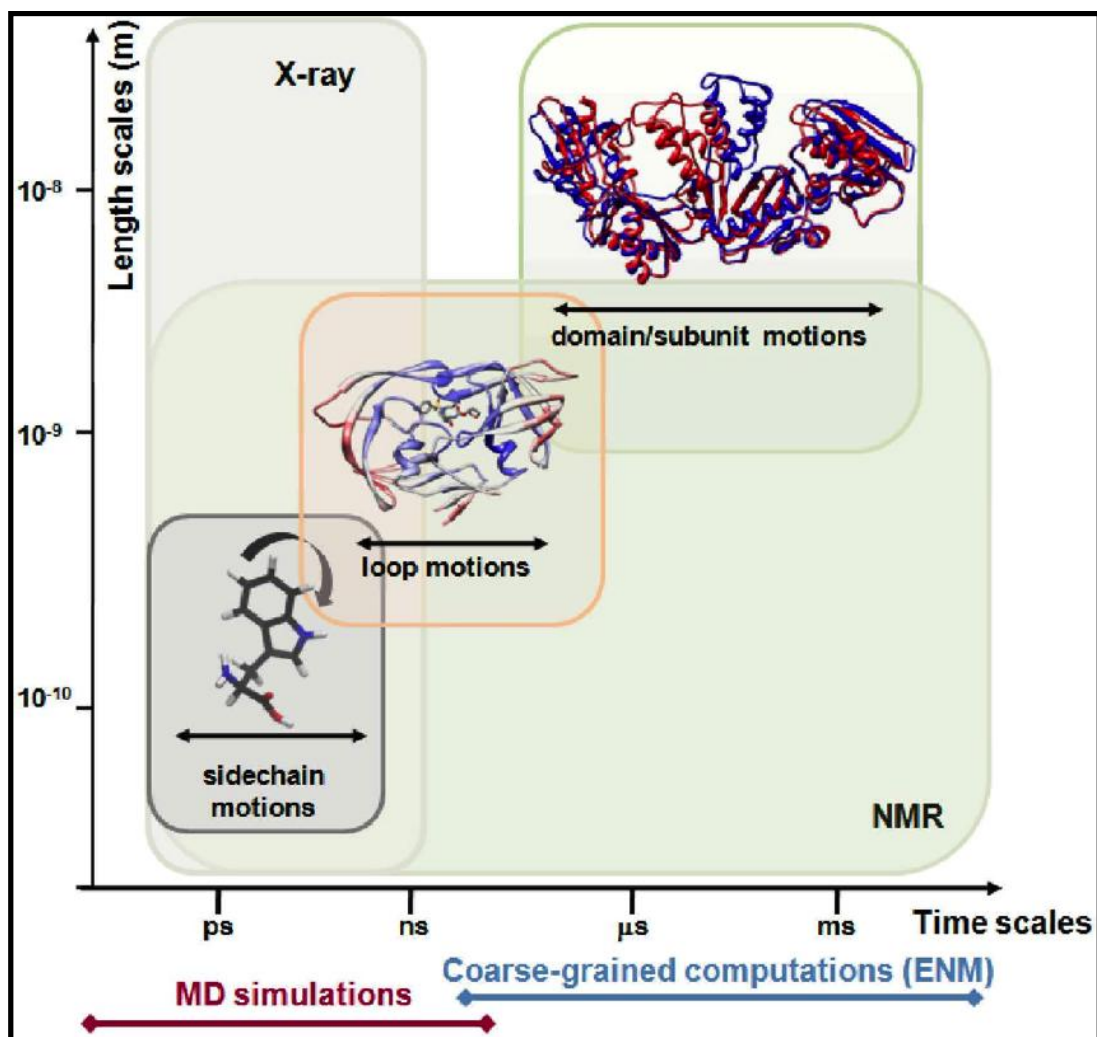 Length scales (m)
X-ray
10-8
domain/subunit motions
10-9
loop motions
10-10
sidechain
motions
NMR
ps
ns
μs
ms
Time scales
Coarse-grained computations (ENM)
MD simulations